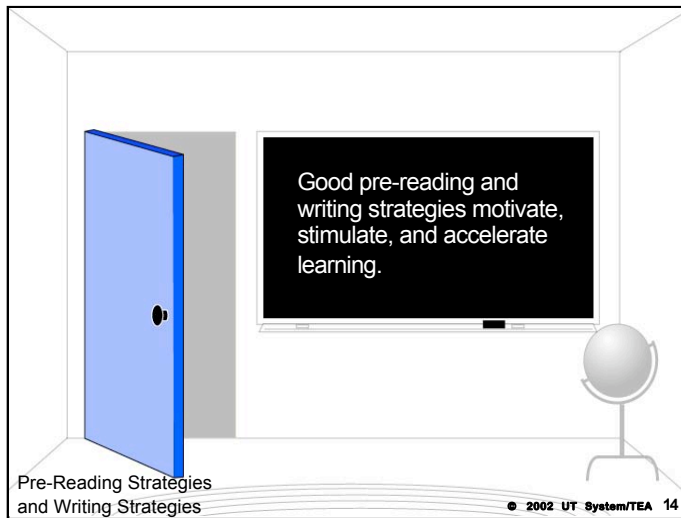 Good pre-reading and
writing strategies motivate,
stimulate, and accelerate
learning.
Pre-Reading Strategies
and Writing Strategies
© 2002 UT System/TEA 14